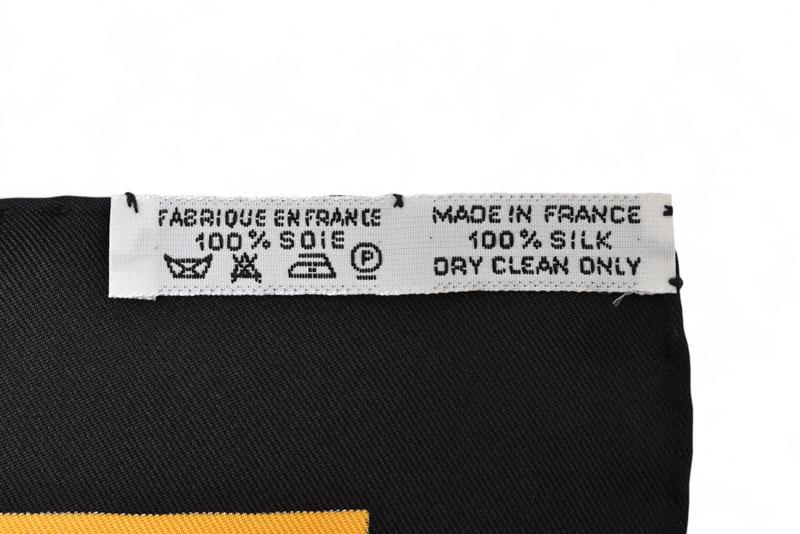 FABRIQUE EN FRANCE
100% SOIE
P
MADE IN FRANCE
100% SILK
DRY CLEAN ONLY